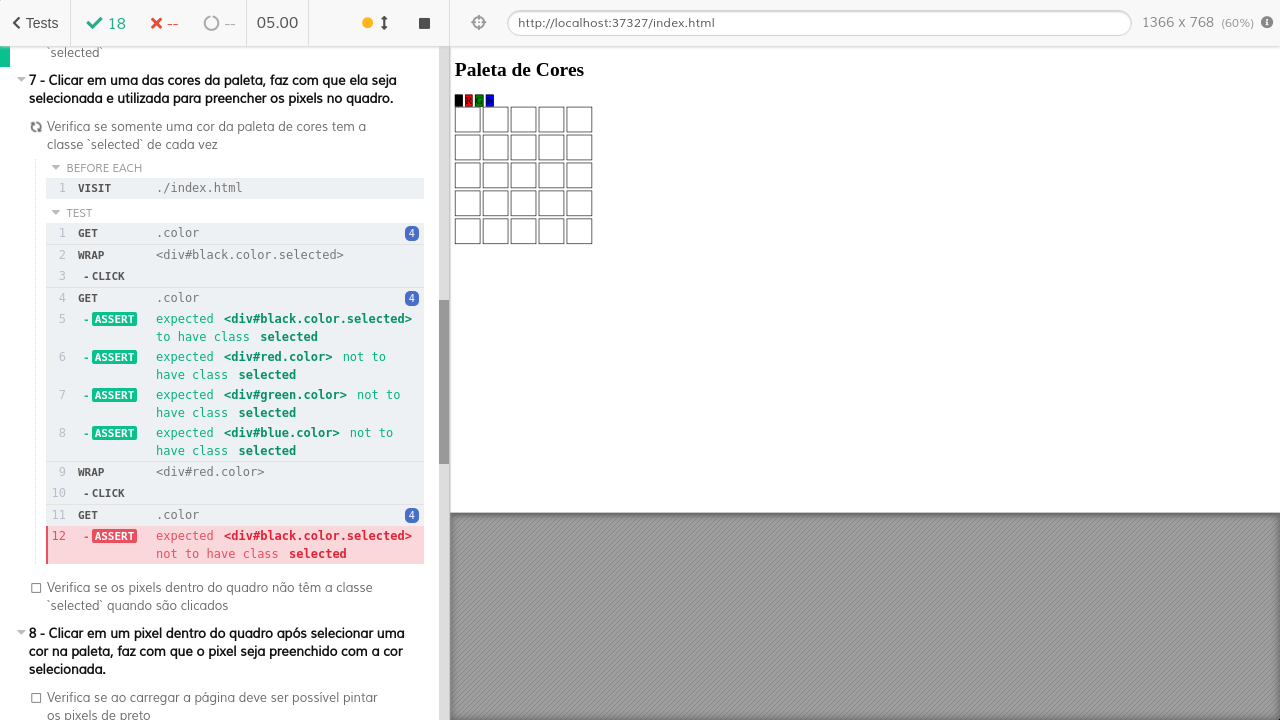 Tests
18
--
--
05.00
http://localhost:37327/index.html
1366 x 768 (60%)
`selected`
7 - Clicar em uma das cores da paleta, faz com que ela seja
selecionada e utilizada para preencher os pixels no quadro.
Verifica se somente uma cor da paleta de cores tem a
classe `selected` de cada vez
BEFORE EACH
1 VISIT ./index.html
TEST
1 GET .color 4
2 WRAP <div#black.color.selected>
3 -CLICK
4 GET .color 4
5 -ASSERT expected <div#black.color.selected>
to have class selected
6 -ASSERT expected <div#red.color> not to
have class selected
7 -ASSERT expected <div#green.color> not to
have class selected
8 -ASSERT expected <div#blue.color> not to
have class selected
9 WRAP <div#red.color>
10 -CLICK
11 GET .color 4
12 -ASSERT expected <div#black.color.selected>
not to have class selected
Verifica se os pixels dentro do quadro não têm a classe
`selected` quando são clicados
8 - Clicar em um pixel dentro do quadro após selecionar uma
cor na paleta, faz com que o pixel seja preenchido com a cor
selecionada.
Verifica se ao carregar a página deve ser possível pintar
os pixels de preto
Paleta de Cores